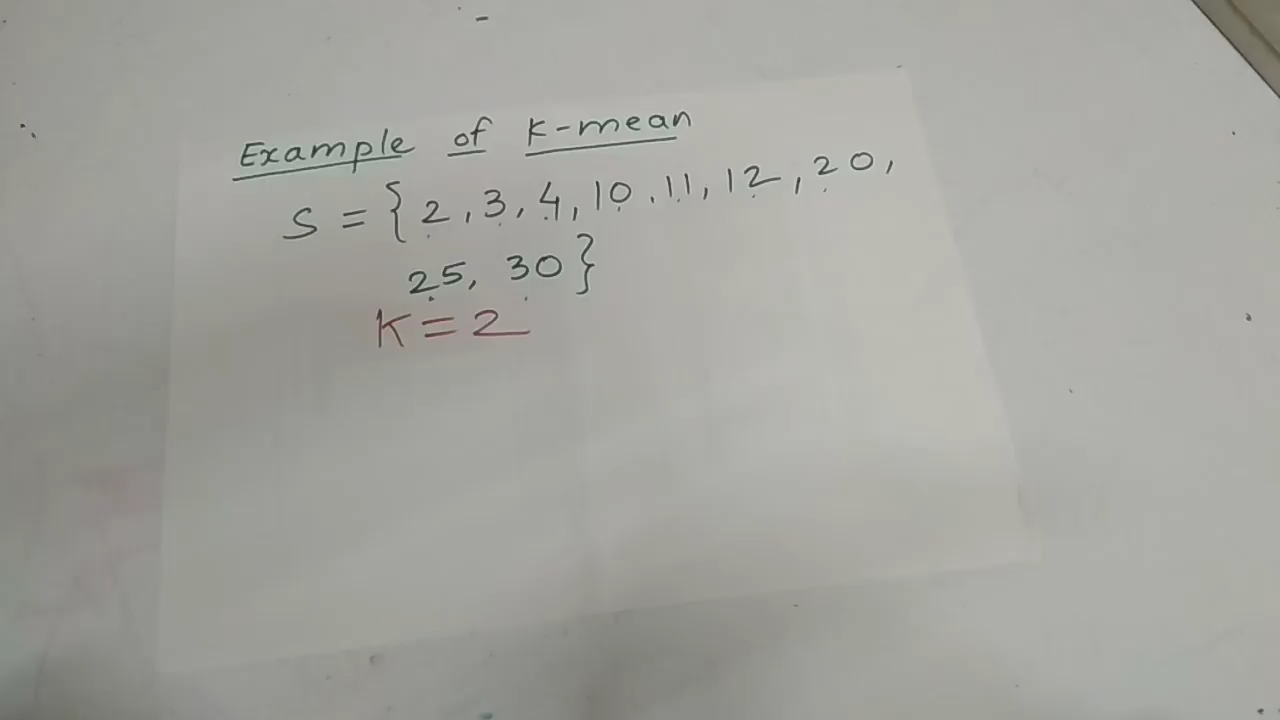 Example of K-mean
S = {2, 3, 4, 10, 11, 12, 20,
25, 30}
K = 2